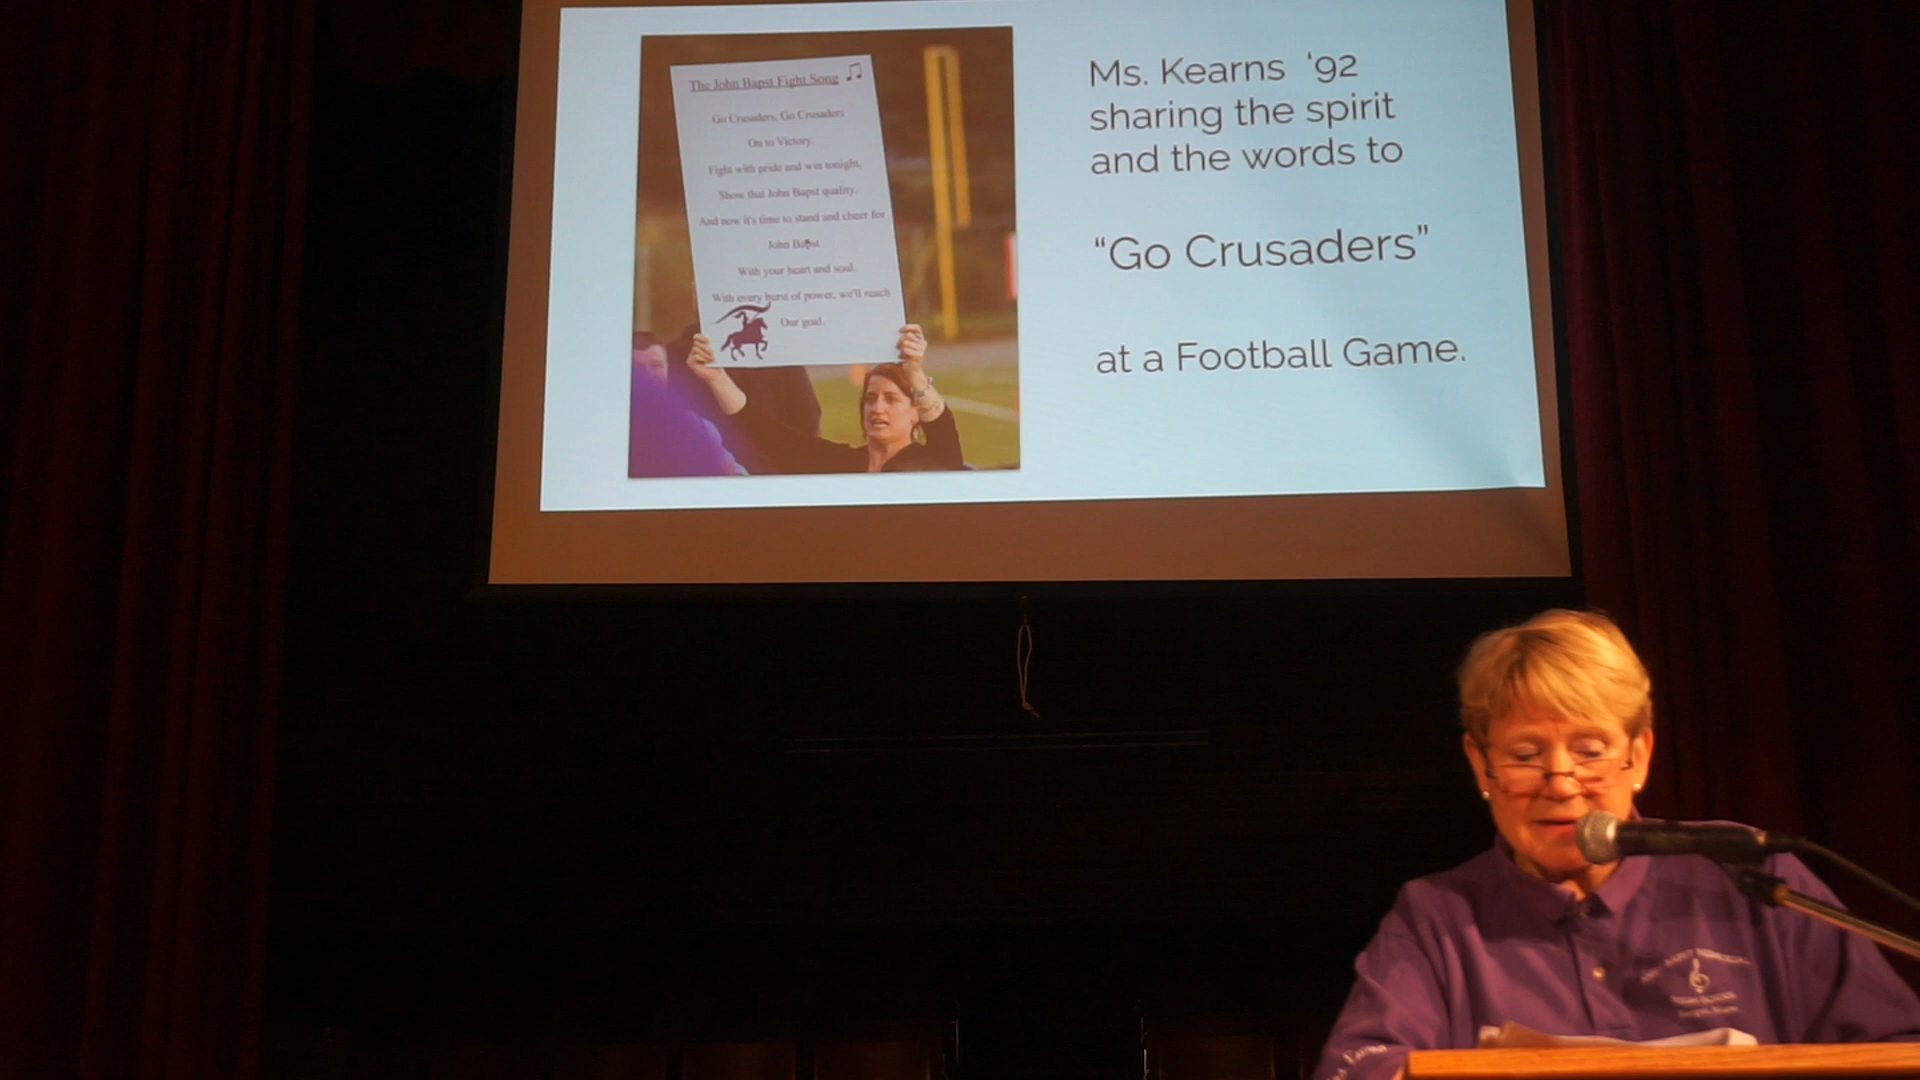 The John Bapst Fight Song
Go Crusaders, Go Crusaders
On to Victory.
Fight with pride and win tonight,
Show that John Bapst quality.
And now it's time to stand and cheer for
John Bapst
With your heart and soul.
With every burst of power, we'll reach
Our goal.
Ms. Kearns ‘92
sharing the spirit
and the words to
“Go Crusaders”
at a Football Game.
HIGH SCHOOL